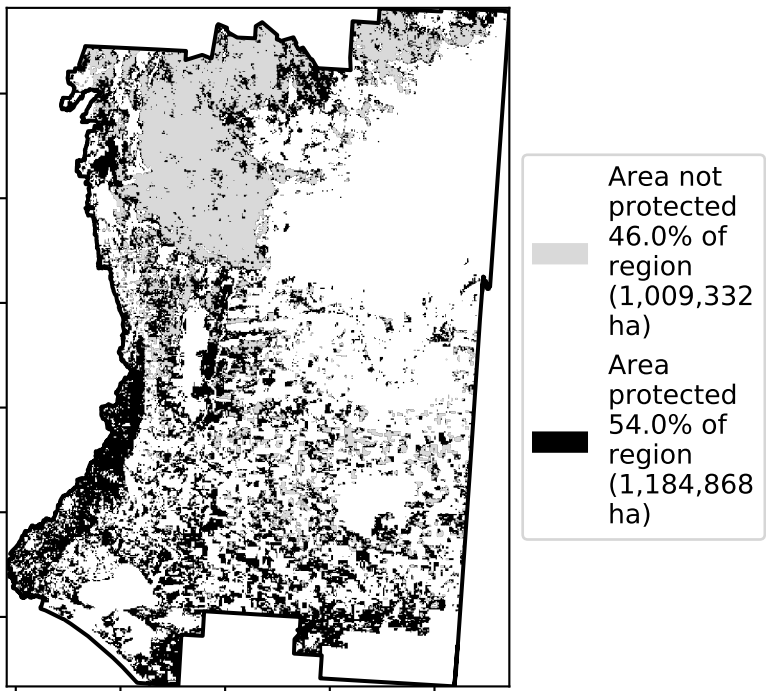 Area not
protected
46.0% of
region
(1,009,332
ha)
Area
protected
54.0% of
region
(1,184,868
ha)